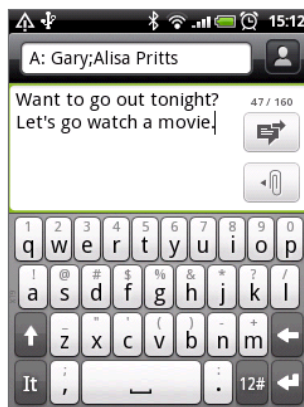 15:12
A: Gary;Alisa Pritts
Want to go out tonight?
Let's go watch a movie.
47 / 160
1 2 3 4 5 6 7 8 9 0
q w e r t y u i o p
! @ # $ % & * ? /
a s d f g h j k l
_ " ' ( ) - +
z x c v b n m
It , . : 12#